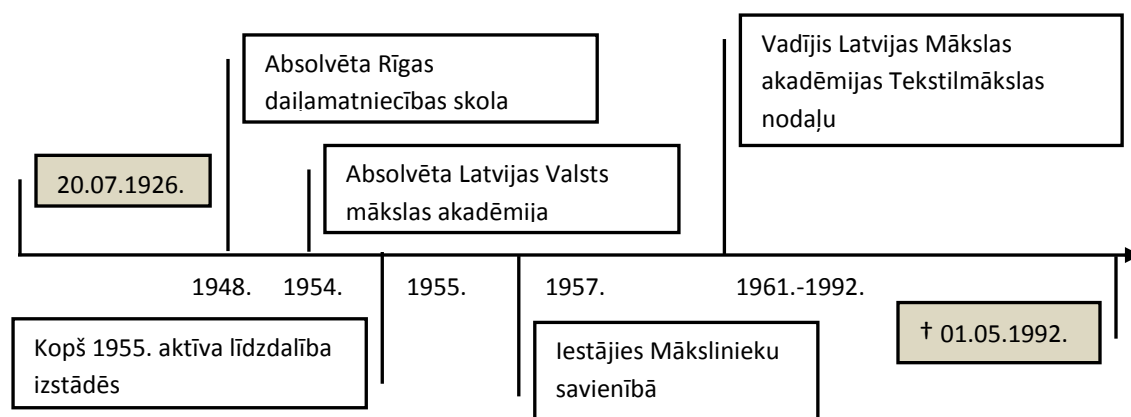 Absolvēta Rīgas
daiļamatniecības skola
Vadījis Latvijas Mākslas
akadēmijas Tekstilmākslas
nodaļu
20.07.1926.
Absolvēta Latvijas Valsts
mākslas akadēmija
1948.
1954.
1955.
1957.
1961.-1992.
Kopš 1955. aktīva līdzdalība
izstādēs
Iestājies Mākslinieku
savienībā
† 01.05.1992.